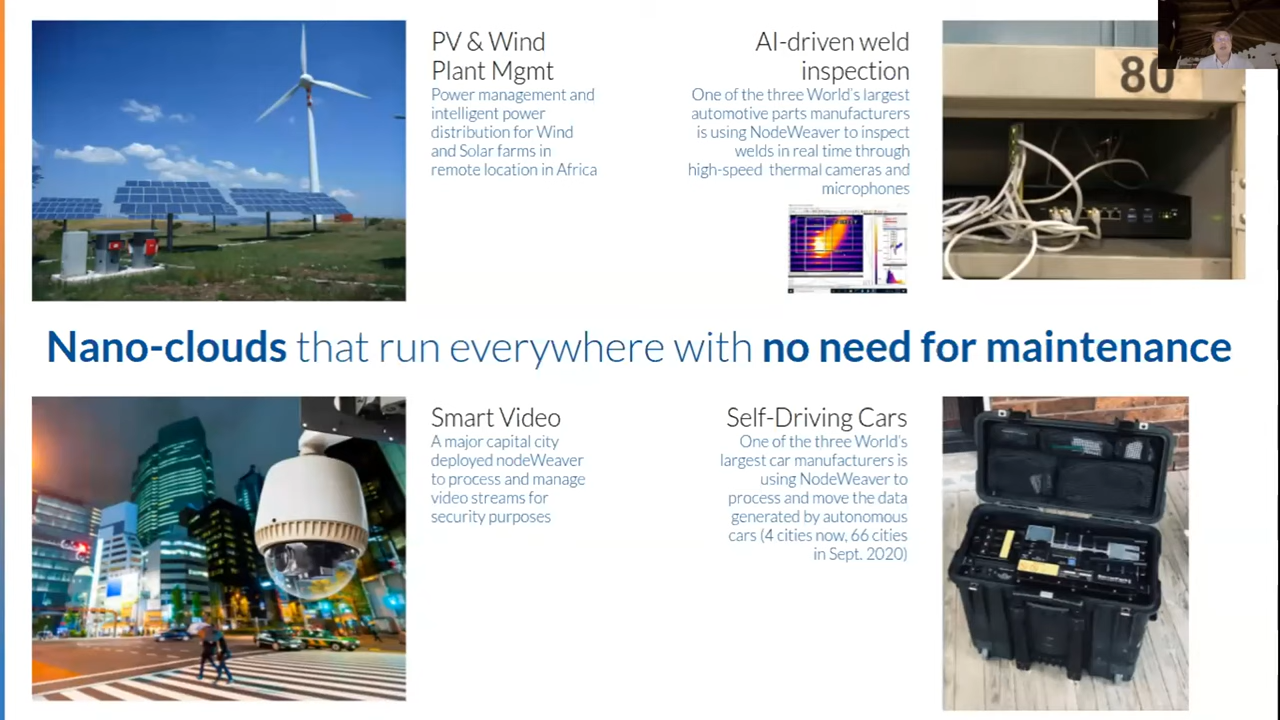 PV & Wind
Plant Mgmt
Power management and
intelligent power
distribution for Wind
and Solar farms in
remote location in Africa
AI-driven weld
inspection
One of the three World's largest
automotive parts manufacturers
is using NodeWeaver to inspect
welds in real time through
high-speed thermal cameras and
microphones
80
Nano-clouds that run everywhere with no need for maintenance
Smart Video
A major capital city
deployed nodeWeaver
to process and manage
video streams for
security purposes
Self-Driving Cars
One of the three World's
largest car manufacturers is
using NodeWeaver to
process and move the data
generated by autonomous
cars (4 cities now, 66 cities
in Sept. 2020)